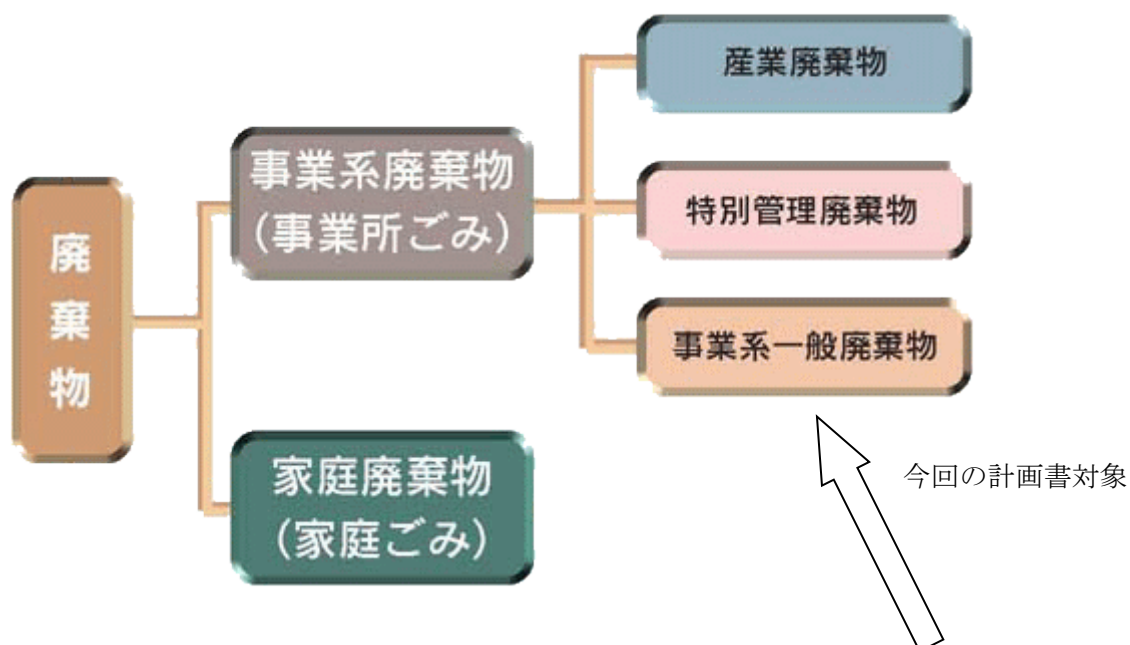 廃棄物
事業系廃棄物
(事業所ごみ)
家庭廃棄物
(家庭ごみ)
産業廃棄物
特別管理廃棄物
事業系一般廃棄物
今回の計画書対象